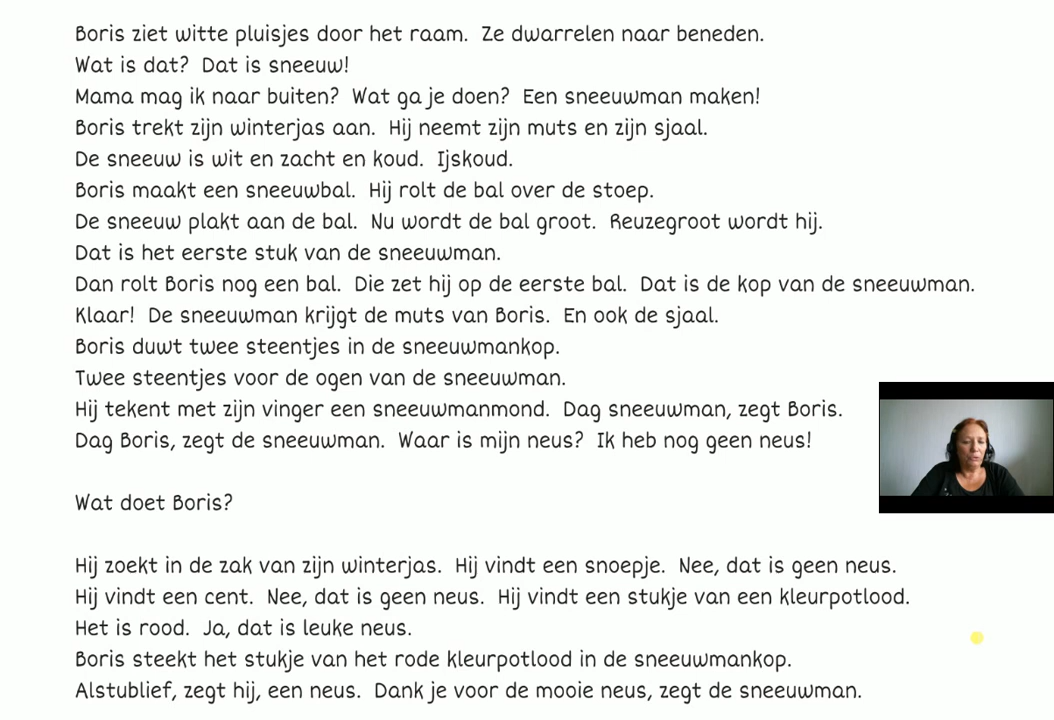 Boris ziet witte pluisjes door het raam. Ze dwarrelen naar beneden.
Wat is dat? Dat is sneeuw!
Mama mag ik naar buiten? Wat ga je doen? Een sneeuwman maken!
Boris trekt zijn winterjas aan. Hij neemt zijn muts en zijn sjaal.
De sneeuw is wit en zacht en koud. Ijskoud.
Boris maakt een sneeuwbal. Hij rolt de bal over de stoep.
De sneeuw plakt aan de bal. Nu wordt de bal groot. Reuzegroot wordt hij.
Dat is het eerste stuk van de sneeuwman.
Dan rolt Boris nog een bal. Die zet hij op de eerste bal. Dat is de kop van de sneeuwman.
Klaar! De sneeuwman krijgt de muts van Boris. En ook de sjaal.
Boris duwt twee steentjes in de sneeuwmankop.
Twee steentjes voor de ogen van de sneeuwman.
Hij tekent met zijn vinger een sneeuwmanmond. Dag sneeuwman, zegt Boris.
Dag Boris, zegt de sneeuwman. Waar is mijn neus? Ik heb nog geen neus!
Wat doet Boris?
Hij zoekt in de zak van zijn winterjas. Hij vindt een snoepje. Nee, dat is geen neus.
Hij vindt een cent. Nee, dat is geen neus. Hij vindt een stukje van een kleurpotlood.
Het is rood. Ja, dat is leuke neus.
Boris steekt het stukje van het rode kleurpotlood in de sneeuwmankop.
Alstublief, zegt hij, een neus. Dank je voor de mooie neus, zegt de sneeuwman.